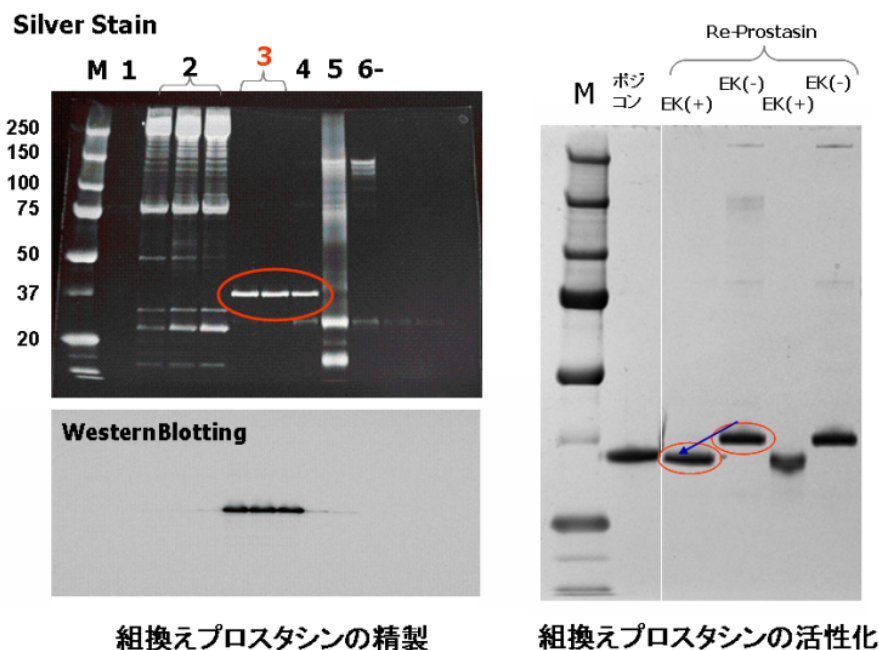 Silver Stain
M 1 2 3 4 5 6-
250
150
100
75
50
37
20
WesternBlotting
組換えプロスタシンの精製
Re-Prostasin
M ポジコン EK(+) EK(-) EK(+) EK(-)
組換えプロスタシンの活性化